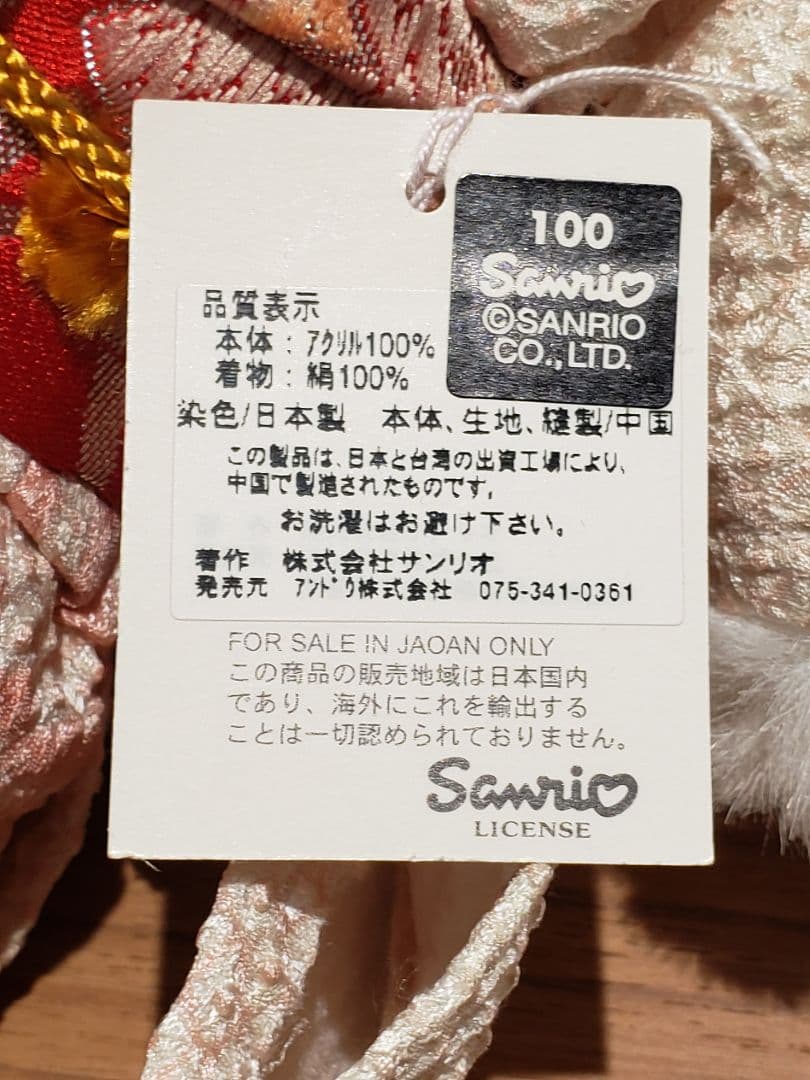 100
Sanrio
©SANRIO
CO.,LTD.
品質表示
本体：アクリル100%
着物：絹100%
染色/日本製　本体、生地、縫製/中国
この製品は、日本と台湾の出資工場により、
中国で製造されたものです。
お洗濯はお避け下さい。
著作　株式会社サンリオ
発売元　アンドウ株式会社　075-341-0361
FOR SALE IN JAOAN ONLY
この商品の販売地域は日本国内
であり、海外にこれを輸出する
ことは一切認められておりません。
Sanrio
LICENSE